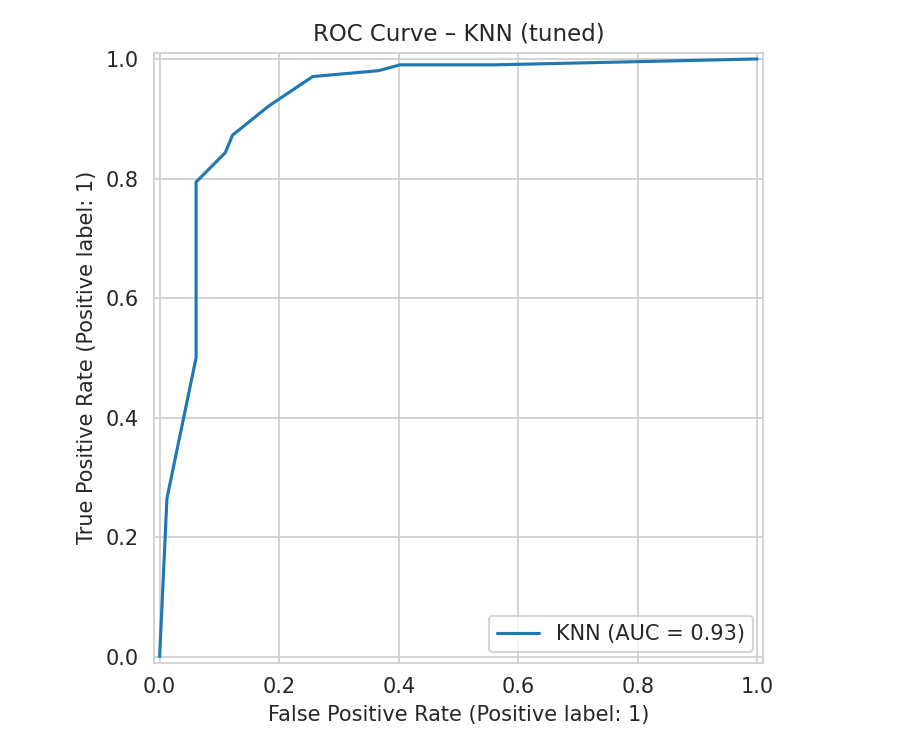 ROC Curve – KNN (tuned)
True Positive Rate (Positive label: 1)
1.0
0.8
0.6
0.4
0.2
0.0
KNN (AUC = 0.93)
0.0 0.2 0.4 0.6 0.8 1.0
False Positive Rate (Positive label: 1)